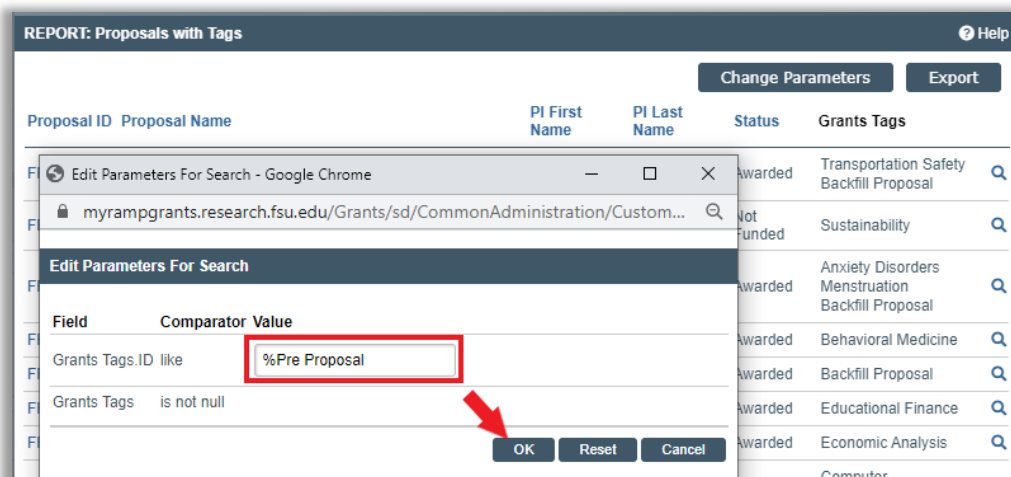 REPORT: Proposals with Tags
? Help
Change Parameters Export
Proposal ID Proposal Name PI First Name PI Last Name Status Grants Tags
Awarded Transportation Safety
Backfill Proposal
Not Funded Sustainability
Awarded Anxiety Disorders
Menstruation
Backfill Proposal
Awarded Behavioral Medicine
Awarded Backfill Proposal
Awarded Educational Finance
Awarded Economic Analysis
Computer
Edit Parameters For Search - Google Chrome
myrampgrants.research.fsu.edu/Grants/sd/CommonAdministration/Custom...
Edit Parameters For Search
Field Comparator Value
Grants Tags.ID like %Pre Proposal
Grants Tags is not null
OK Reset Cancel